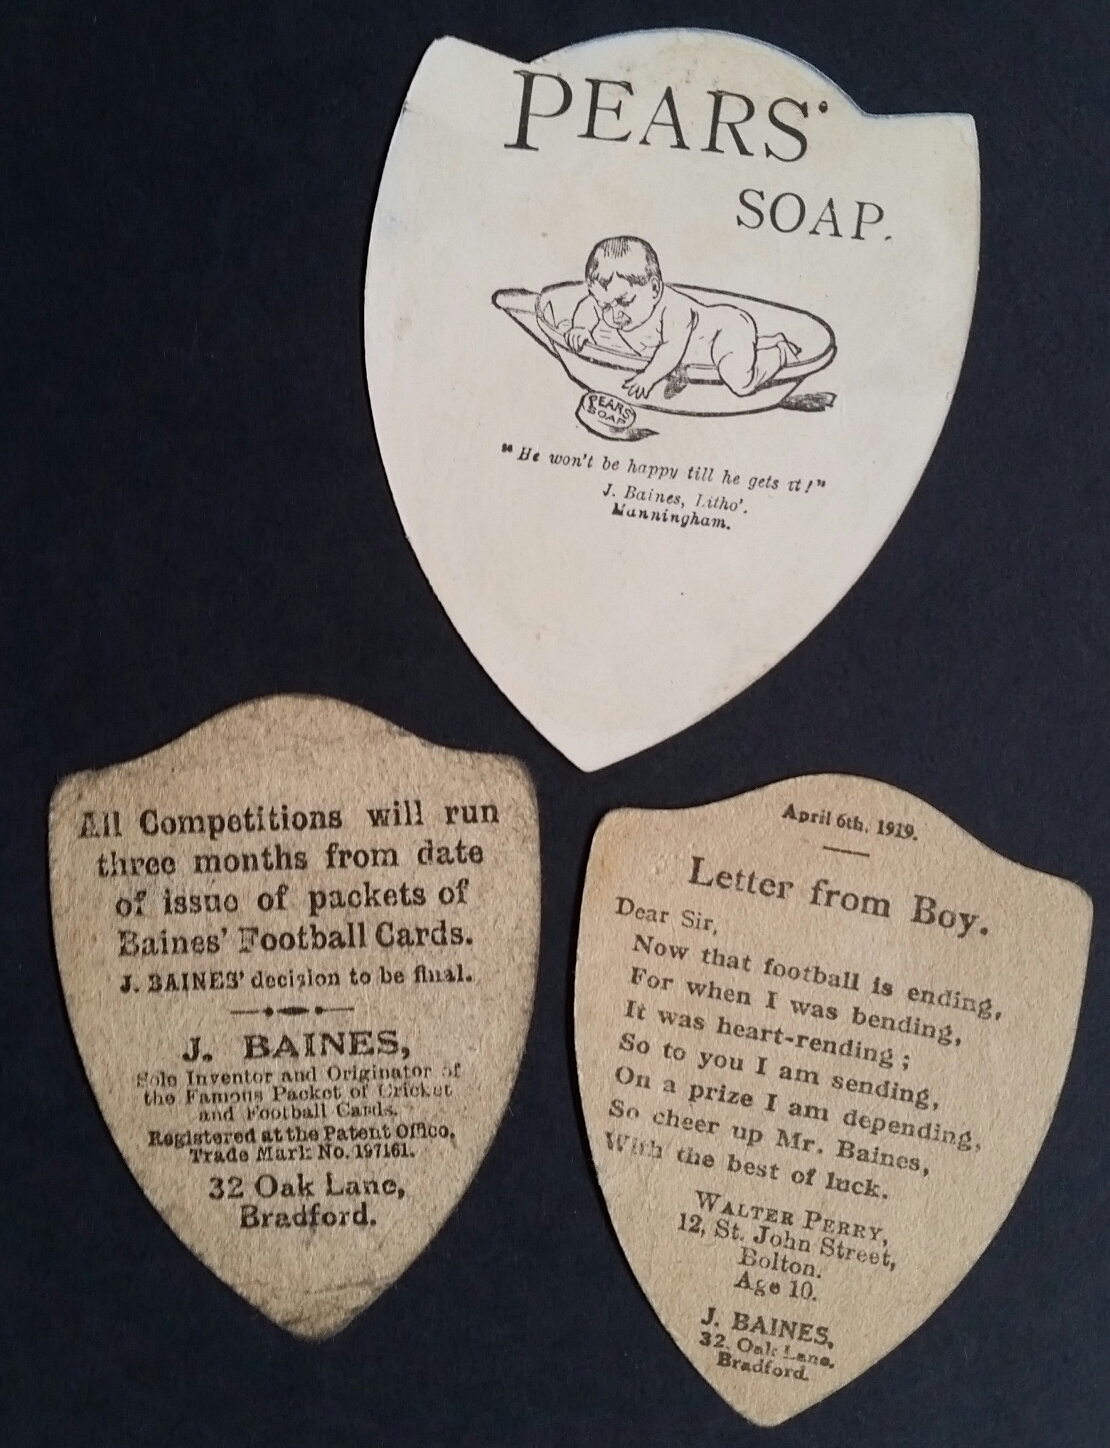 PEARS'
SOAP.
PEARS
SOAP
"He won't be happy till he gets it!"
J. Baines, Litho'.
Manningham.
All Competitions will run
three months from date
of issue of packets of
Baines' Football Cards.
J. BAINES' decision to be final.
J. BAINES,
Sole Inventor and Originator of
the Famous Packet of Cricket
and Football Cards.
Registered at the Patent Office.
Trade Mark No. 197161.
32 Oak Lane,
Bradford.
April 6th, 1919.
Letter from Boy.
Dear Sir,
Now that football is ending,
For when I was bending,
It was heart-rending;
So to you I am sending,
On a prize I am depending,
So cheer up Mr. Baines,
With the best of luck.
WALTER PERRY,
12, St. John Street,
Bolton.
Age 10.
J. BAINES,
32, Oak Lane,
Bradford.